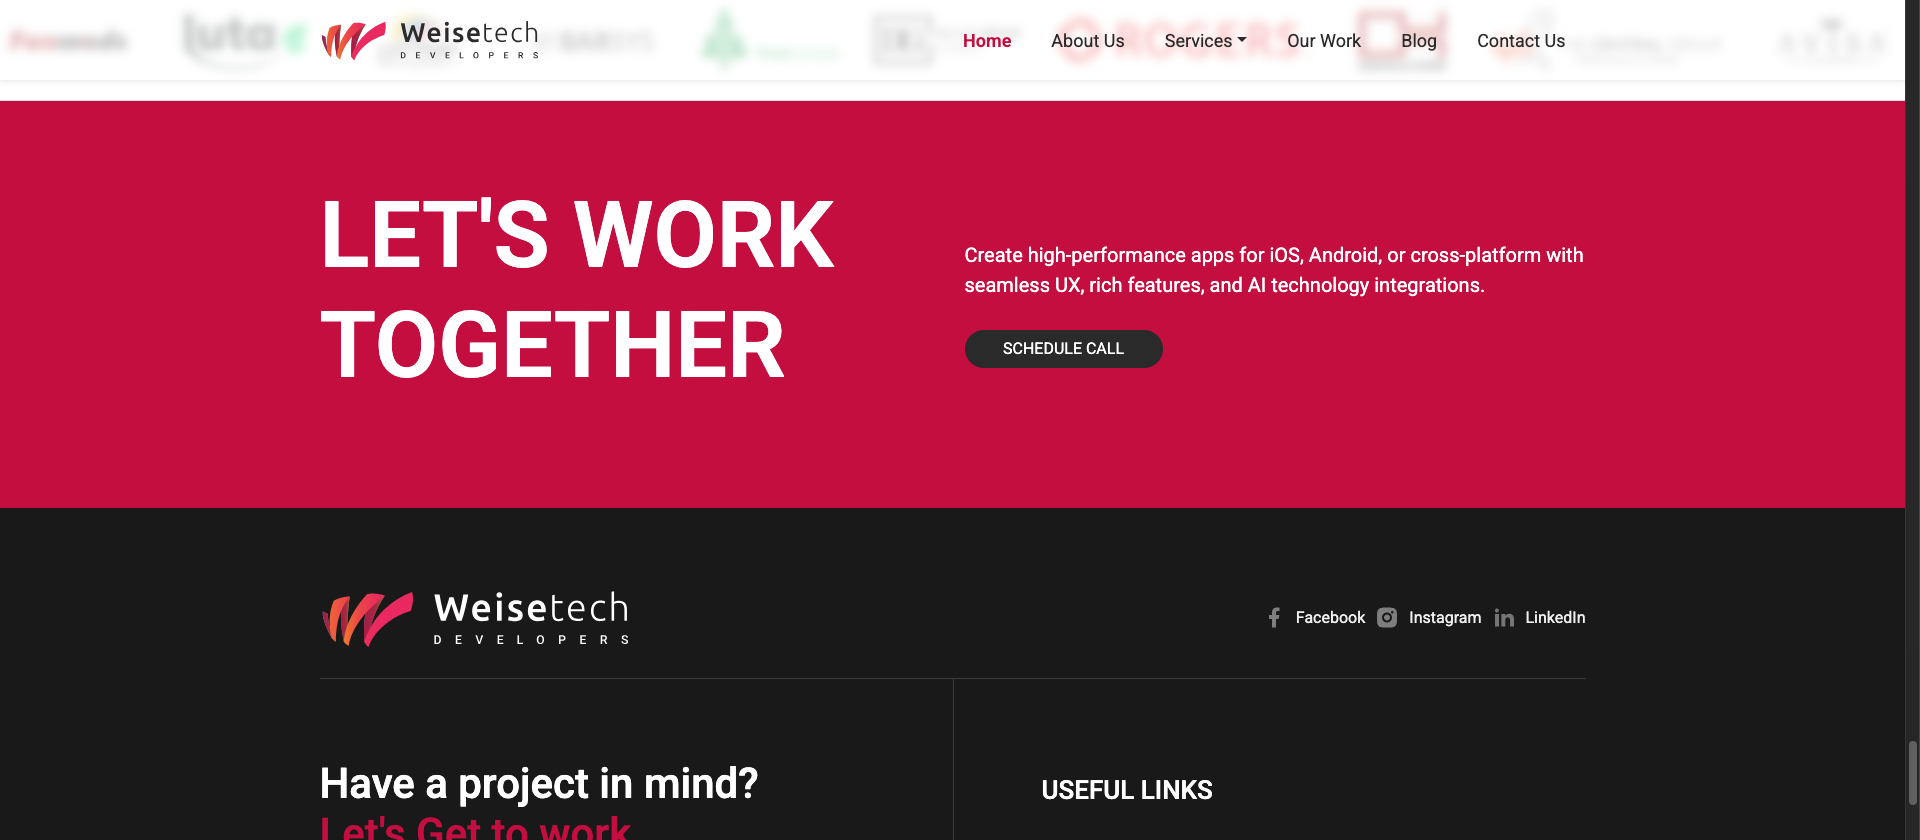 Weisetech
DEVELOPERS
Home
About Us
Services
Our Work
Blog
Contact Us
ROGERS
LET'S WORK
TOGETHER
Create high-performance apps for iOS, Android, or cross-platform with
seamless UX, rich features, and AI technology integrations.
SCHEDULE CALL
Weisetech
DEVELOPERS
Facebook
Instagram
LinkedIn
Have a project in mind?
Let's Get to work
USEFUL LINKS